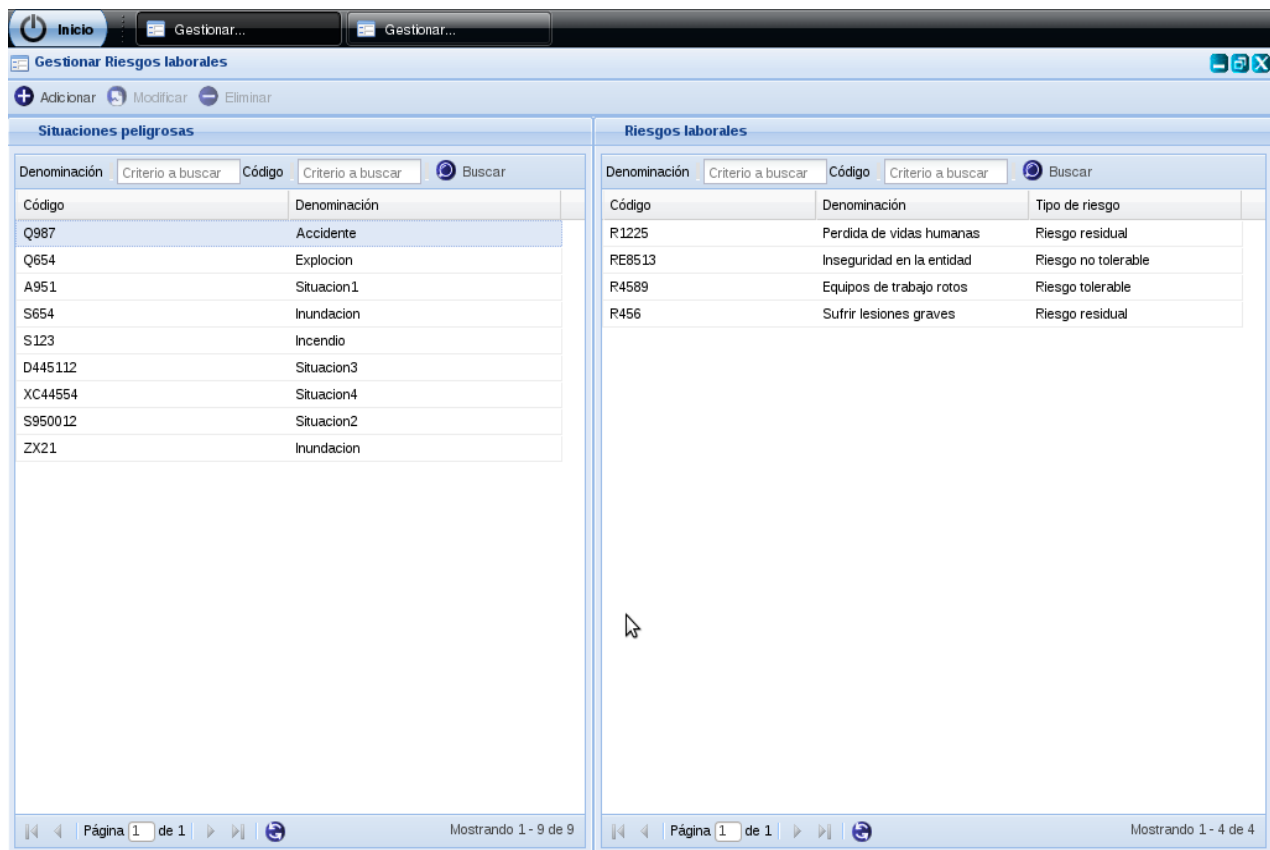 Inicio Gestionar... Gestionar...
Gestionar Riesgos laborales
Adicionar Modificar Eliminar
Situaciones peligrosas
Denominación Criterio a buscar Código Criterio a buscar Buscar
Código Denominación
Q987 Accidente
Q654 Explocion
A951 Situacion1
S654 Inundacion
S123 Incendio
D445112 Situacion3
XC44554 Situacion4
S950012 Situacion2
ZX21 Inundacion
Página 1 de 1 Mostrando 1 - 9 de 9
Riesgos laborales
Denominación Criterio a buscar Código Criterio a buscar Buscar
Código Denominación Tipo de riesgo
R1225 Perdida de vidas humanas Riesgo residual
RE8513 Inseguridad en la entidad Riesgo no tolerable
R4589 Equipos de trabajo rotos Riesgo tolerable
R456 Sufrir lesiones graves Riesgo residual
Página 1 de 1 Mostrando 1 - 4 de 4